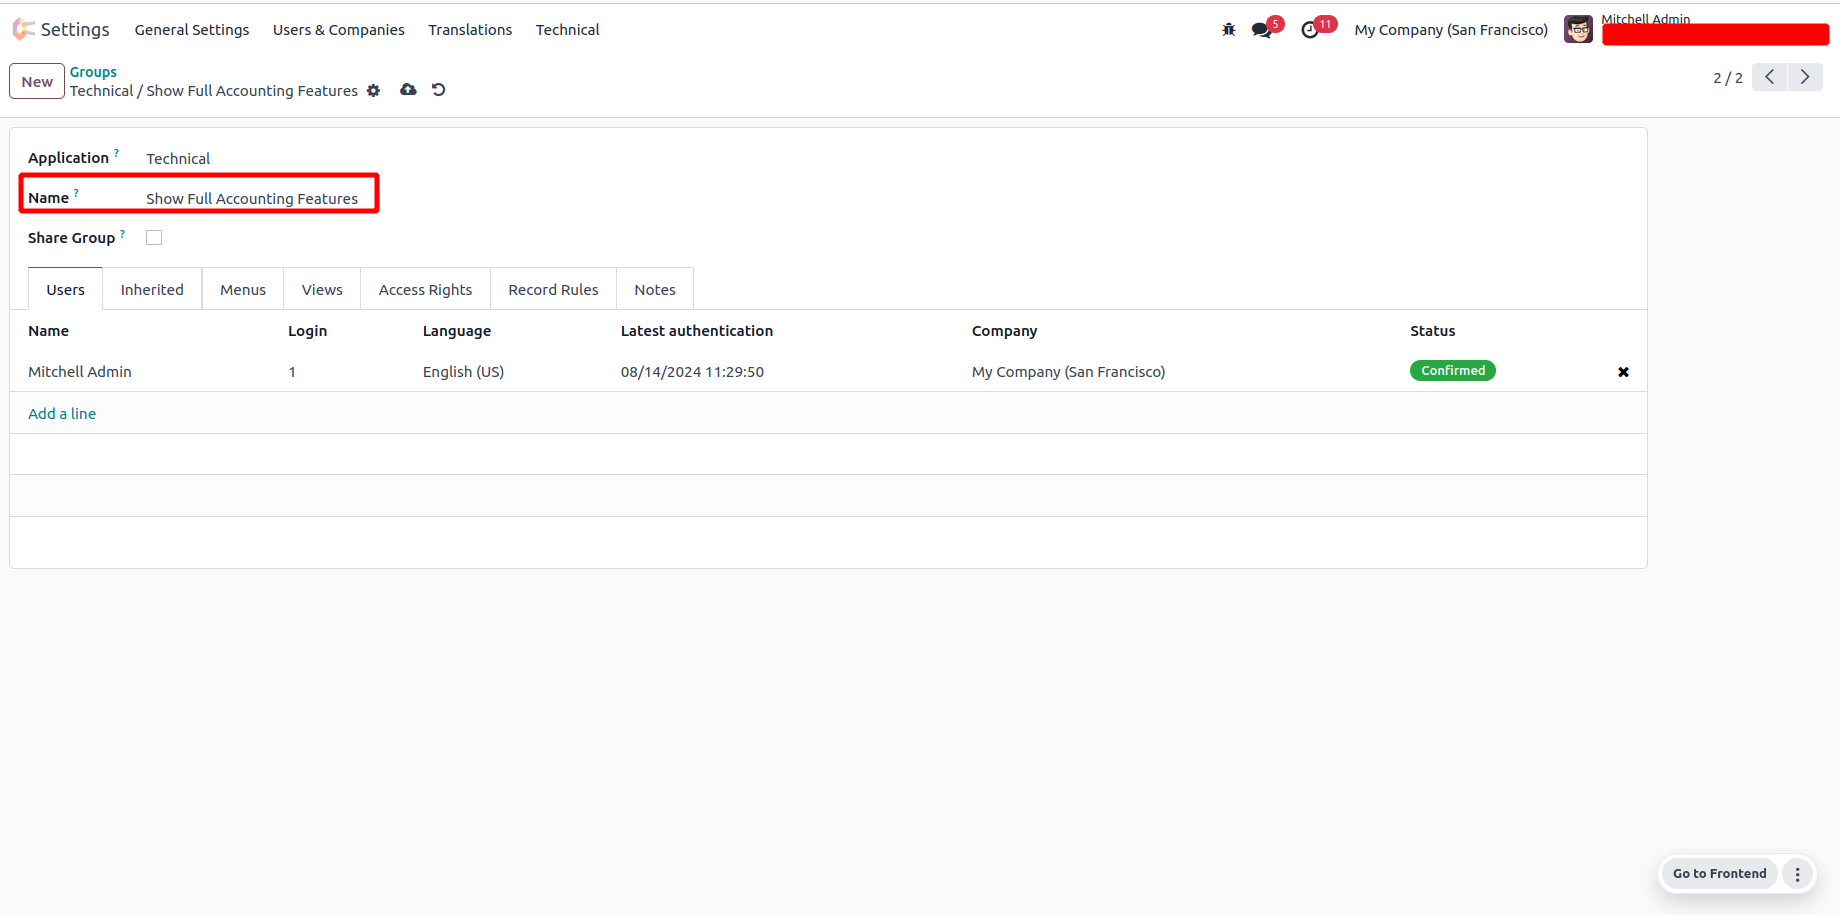 Settings General Settings Users & Companies Translations Technical 5 11 My Company (San Francisco) Mitchell Admin
New Groups
Technical / Show Full Accounting Features 2 / 2
Application ? Technical
Name ? Show Full Accounting Features
Share Group ?
Users Inherited Menus Views Access Rights Record Rules Notes
Name Login Language Latest authentication Company Status
Mitchell Admin 1 English (US) 08/14/2024 11:29:50 My Company (San Francisco) Confirmed
Add a line
Go to Frontend